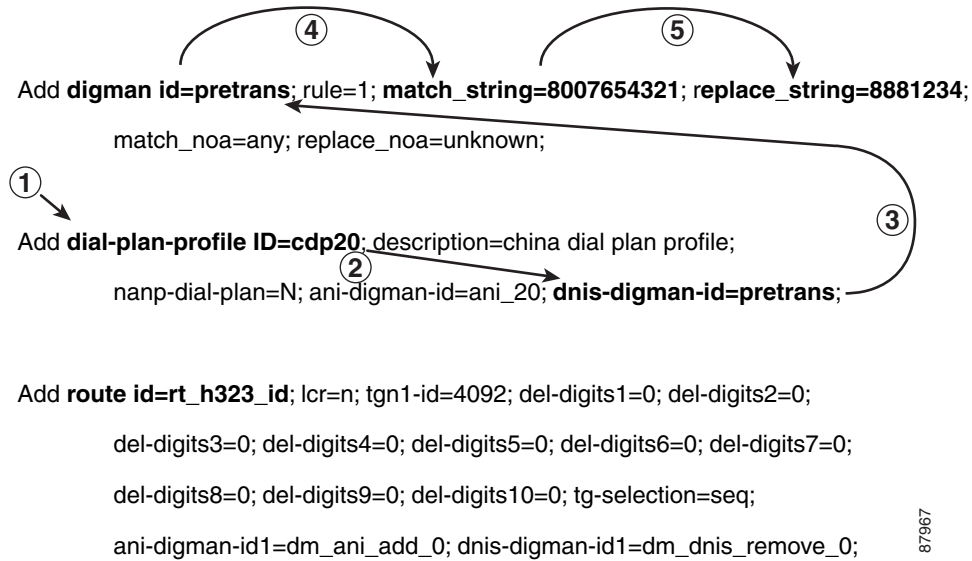 ④ ⑤
Add digman id=pretrans; rule=1; match_string=8007654321; replace_string=8881234;
match_noa=any; replace_noa=unknown;
①
③
Add dial-plan-profile ID=cdp20; description=china dial plan profile;
②
nanp-dial-plan=N; ani-digman-id=ani_20; dnis-digman-id=pretrans;
Add route id=rt_h323_id; lcr=n; tgn1-id=4092; del-digits1=0; del-digits2=0;
del-digits3=0; del-digits4=0; del-digits5=0; del-digits6=0; del-digits7=0;
del-digits8=0; del-digits9=0; del-digits10=0; tg-selection=seq;
ani-digman-id1=dm_ani_add_0; dnis-digman-id1=dm_dnis_remove_0;
87967